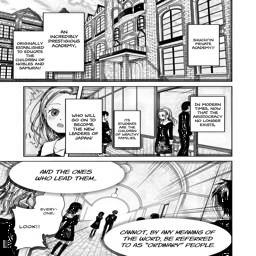 SHUCHI'IN
PRIVATE
ACADEMY.
AN
INCREDIBLY
PRESTIGIOUS
ACADEMY,
ORIGINALLY
ESTABLISHED
TO EDUCATE
THE
CHILDREN OF
NOBLES AND
SAMURAI!
IN MODERN
TIMES, NOW
THAT THE
ARISTOCRACY
NO LONGER
EXISTS,
ITS
STUDENTS
ARE THE
CHILDREN
OF WEALTHY
FAMILIES,
WHO WILL
GO ON TO
BECOME
THE NEW
LEADERS OF
JAPAN!
AND THE ONES
WHO LEAD THEM...
EVERY-
ONE,
LOOK!!
CANNOT, BY ANY MEANING OF
THE WORD, BE REFERRED
TO AS "ORDINARY" PEOPLE.